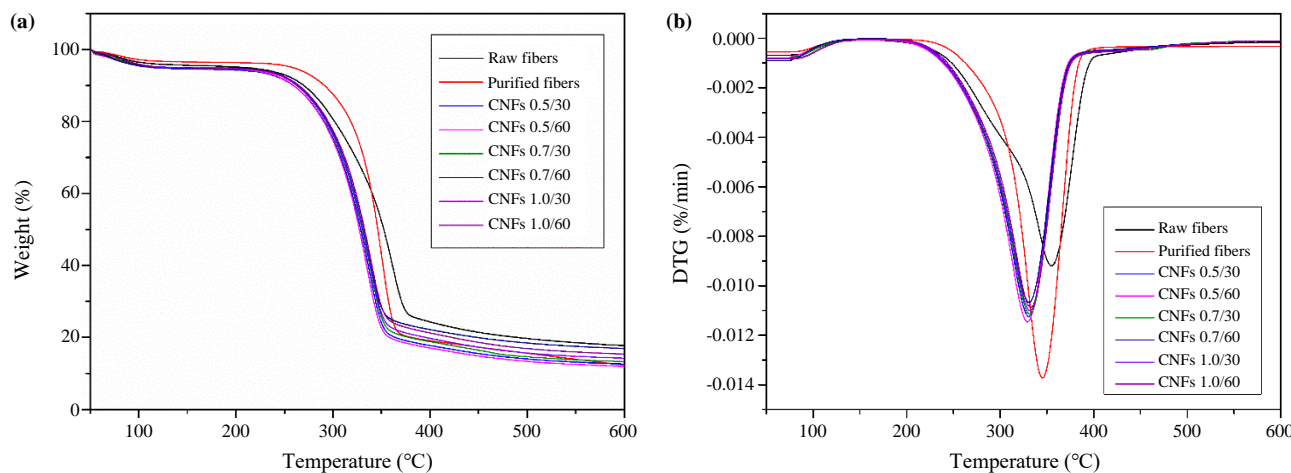 (a)
100
80
60
40
20
0
Weight (%)
100
200
300
400
500
600
Temperature (℃)
Raw fibers
Purified fibers
CNFs 0.5/30
CNFs 0.5/60
CNFs 0.7/30
CNFs 0.7/60
CNFs 1.0/30
CNFs 1.0/60
(b)
0.000
-0.002
-0.004
-0.006
-0.008
-0.010
-0.012
-0.014
DTG (%/min)
100
200
300
400
500
600
Temperature (℃)
Raw fibers
Purified fibers
CNFs 0.5/30
CNFs 0.5/60
CNFs 0.7/30
CNFs 0.7/60
CNFs 1.0/30
CNFs 1.0/60